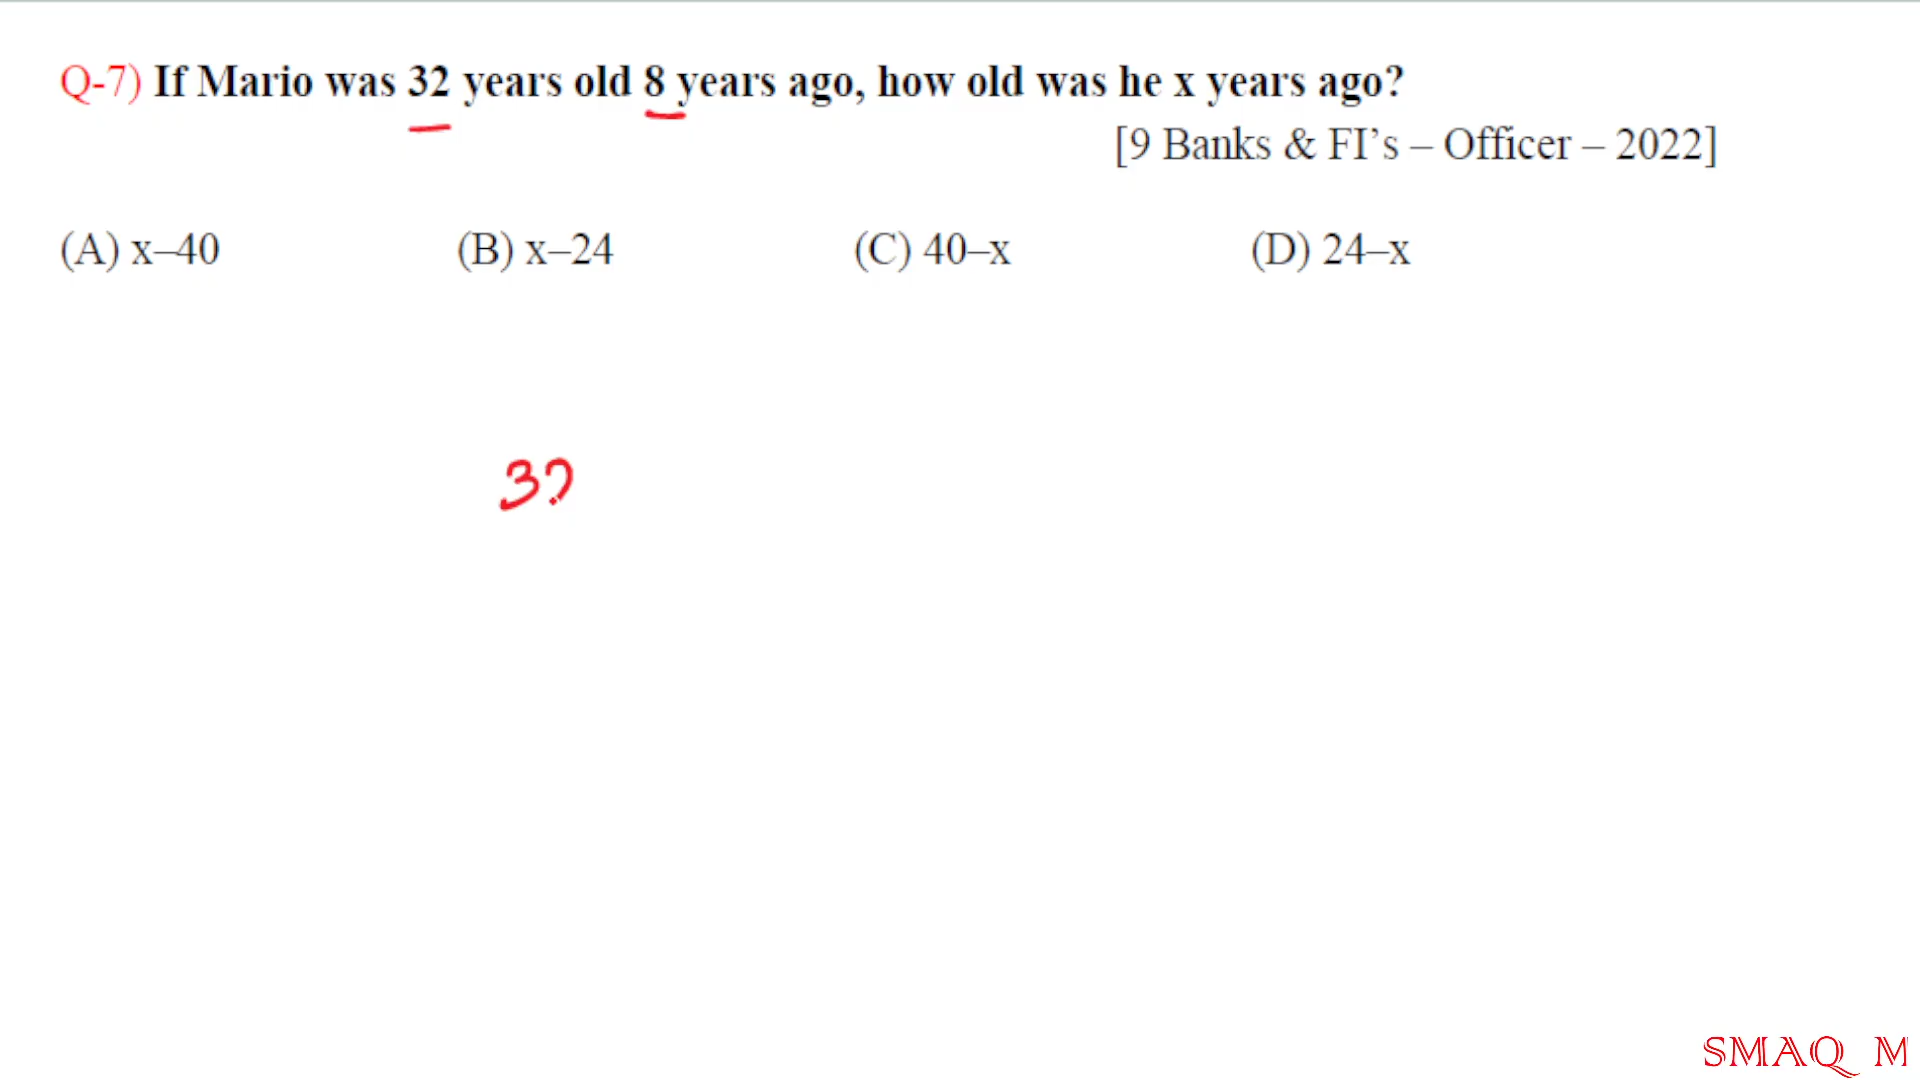 Q-7) If Mario was 32 years old 8 years ago, how old was he x years ago?
[9 Banks & FI’s – Officer – 2022]
(A) x–40 (B) x–24 (C) 40–x (D) 24–x
32
SMAQ M